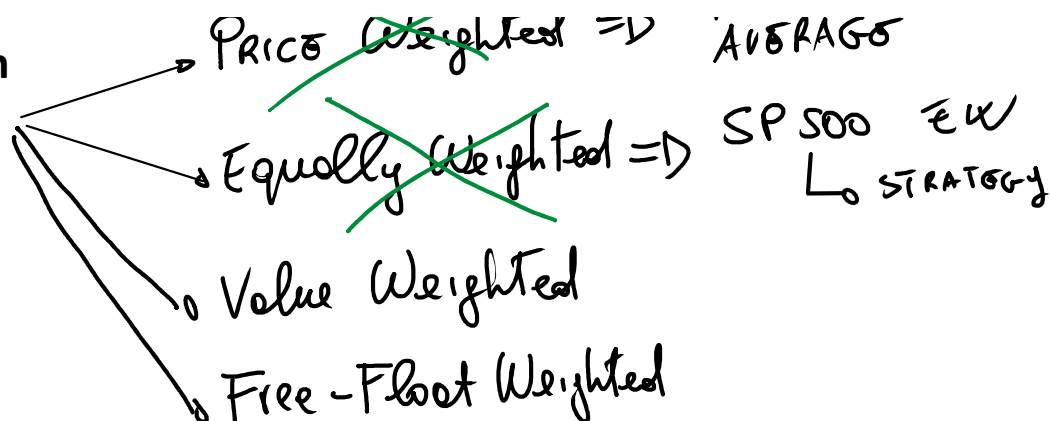 n
PRICE Weighted ⇒ AVERAGE
Equally Weighted ⇒ SP500 EW
STRATEGY
Value Weighted
Free-Float Weighted